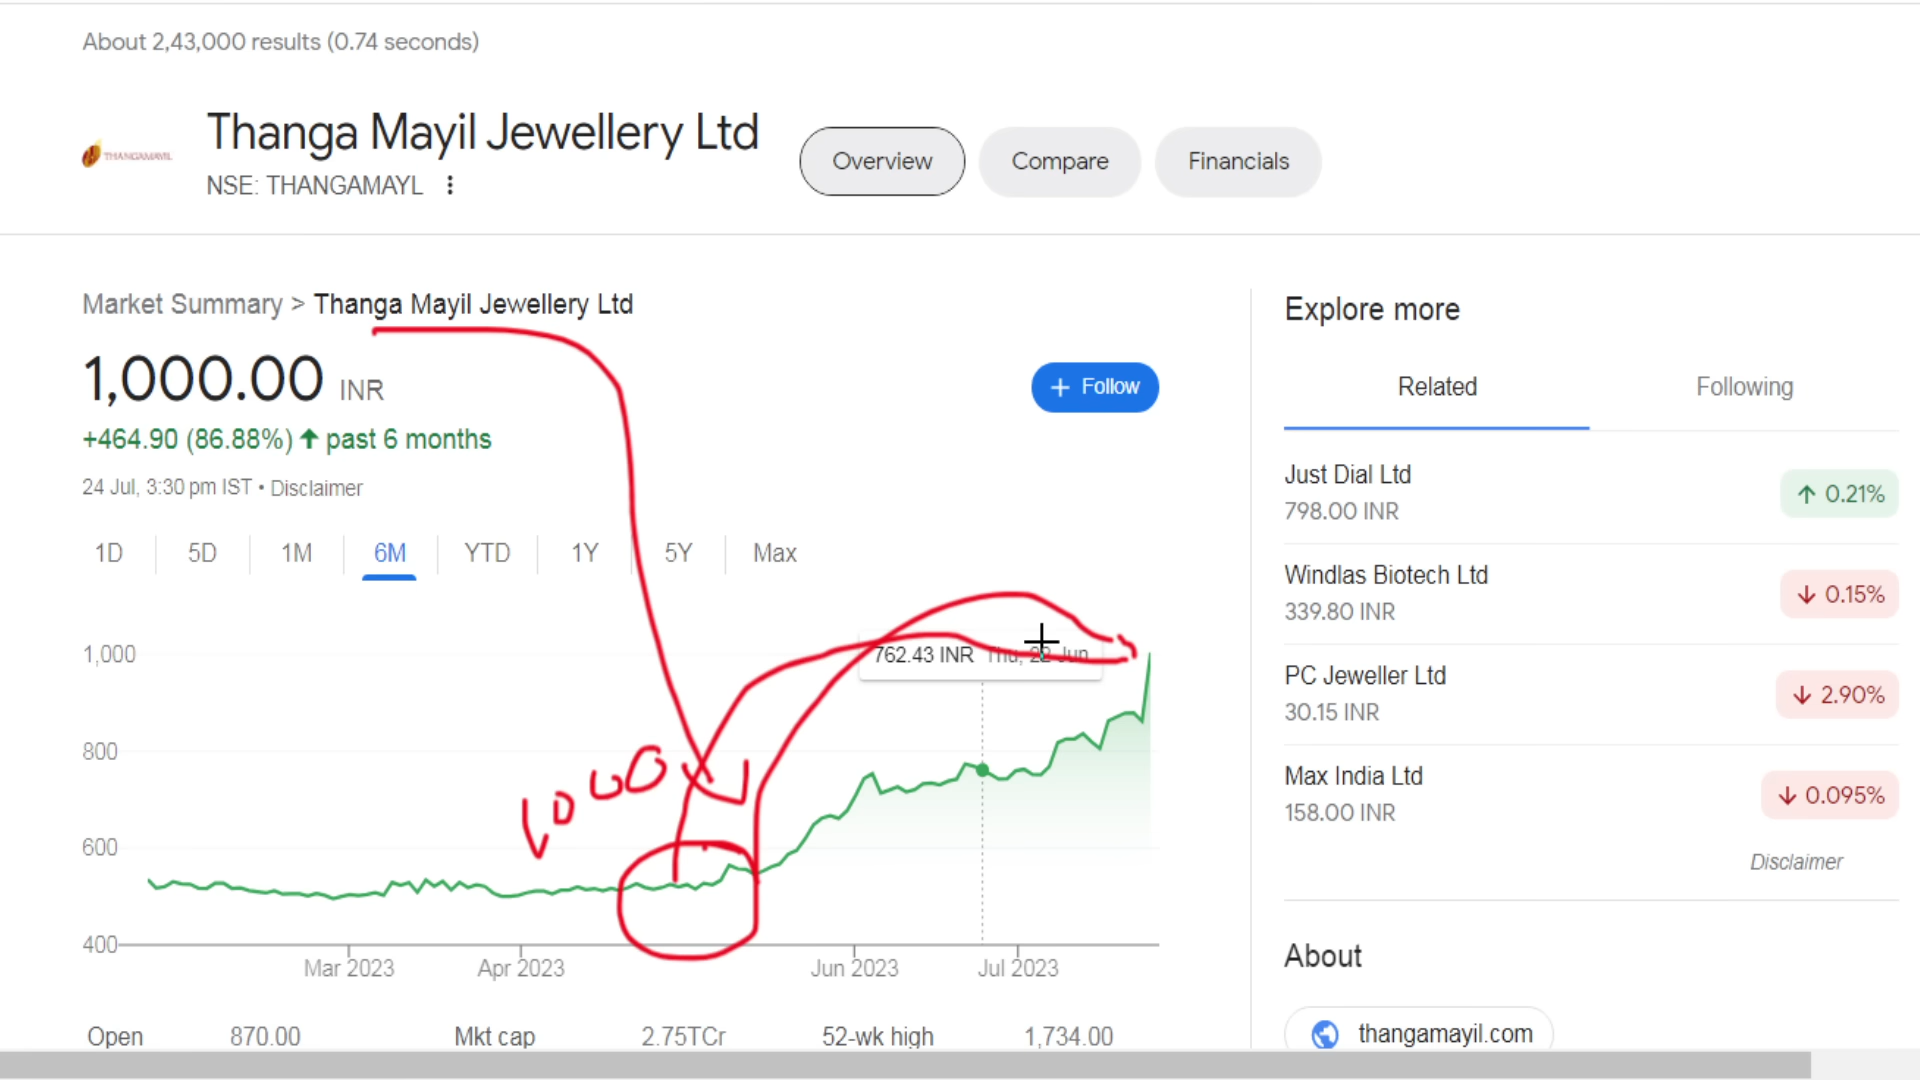 About 2,43,000 results (0.74 seconds)
THANGAMAYIL
Thanga Mayil Jewellery Ltd
NSE: THANGAMAYL
Overview
Compare
Financials
Market Summary > Thanga Mayil Jewellery Ltd
1,000.00 INR
+464.90 (86.88%) ↑ past 6 months
24 Jul, 3:30 pm IST • Disclaimer
+ Follow
1D 5D 1M 6M YTD 1Y 5Y Max
1,000
762.43 INR Thu, 22 Jun
800
1000
600
400
Mar 2023 Apr 2023 Jun 2023 Jul 2023
Open 870.00 Mkt cap 2.75TCr 52-wk high 1,734.00
Explore more
Related Following
Just Dial Ltd
798.00 INR
↑ 0.21%
Windlas Biotech Ltd
339.80 INR
↓ 0.15%
PC Jeweller Ltd
30.15 INR
↓ 2.90%
Max India Ltd
158.00 INR
↓ 0.095%
Disclaimer
About
thangamayil.com